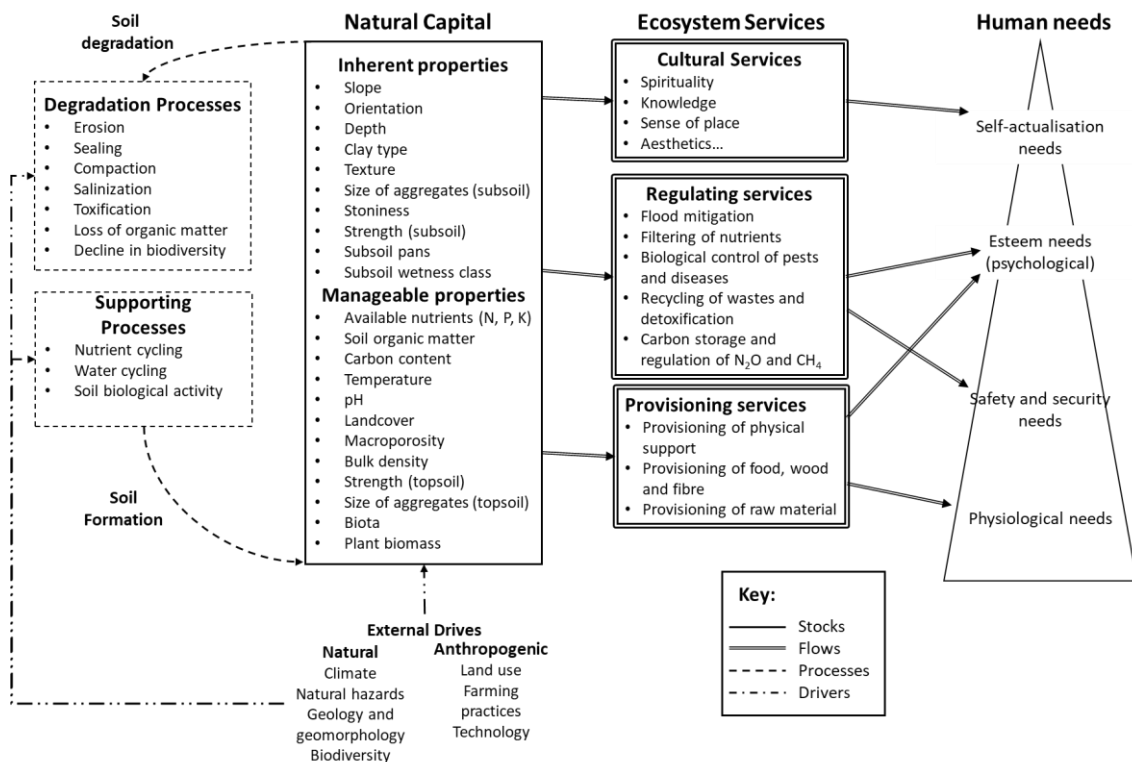 Soil
degradation
Degradation Processes
• Erosion
• Sealing
• Compaction
• Salinization
• Toxification
• Loss of organic matter
• Decline in biodiversity
Supporting
Processes
• Nutrient cycling
• Water cycling
• Soil biological activity
Soil
Formation
Natural Capital
Inherent properties
• Slope
• Orientation
• Depth
• Clay type
• Texture
• Size of aggregates (subsoil)
• Stoniness
• Strength (subsoil)
• Subsoil pans
• Subsoil wetness class
Manageable properties
• Available nutrients (N, P, K)
• Soil organic matter
• Carbon content
• Temperature
• pH
• Landcover
• Macroporosity
• Bulk density
• Strength (topsoil)
• Size of aggregates (topsoil)
• Biota
• Plant biomass
External Drives
Natural
Climate
Natural hazards
Geology and
geomorphology
Biodiversity
Anthropogenic
Land use
Farming
practices
Technology
Ecosystem Services
Cultural Services
• Spirituality
• Knowledge
• Sense of place
• Aesthetics...
Regulating services
• Flood mitigation
• Filtering of nutrients
• Biological control of pests
and diseases
• Recycling of wastes and
detoxification
• Carbon storage and
regulation of N₂O and CH₄
Provisioning services
• Provisioning of physical
support
• Provisioning of food, wood
and fibre
• Provisioning of raw material
Human needs
Self-actualisation
needs
Esteem needs
(psychological)
Safety and security
needs
Physiological needs
Key:
Stocks
Flows
Processes
Drivers